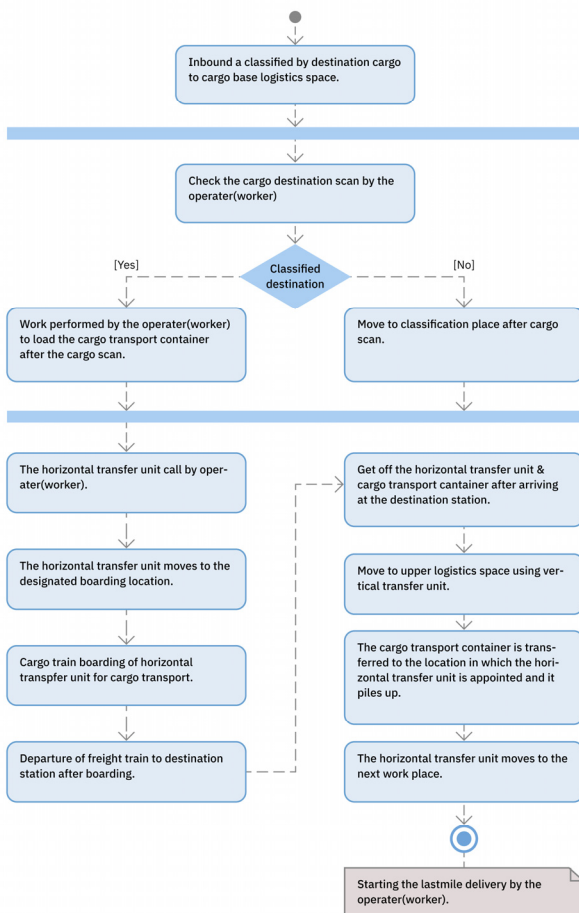 Inbound a classified by destination cargo
to cargo base logistics space.
Check the cargo destination scan by the
operater(worker)
Classified
destination
[Yes]
[No]
Work performed by the operater(worker)
to load the cargo transport container
after the cargo scan.
Move to classification place after cargo
scan.
The horizontal transfer unit call by oper-
ater(worker).
The horizontal transfer unit moves to the
designated boarding location.
Cargo train boarding of horizontal
transpfer unit for cargo transport.
Departure of freight train to destination
station after boarding.
Get off the horizontal transfer unit &
cargo transport cantainer after arriving
at the destination station.
Move to upper logistics space using ver-
tical transfer unit.
The cargo transport container is trans-
ferred to the location in which the hori-
zontal transfer unit is appointed and it
piles up.
The horizontal transfer unit moves to the
next work place.
Starting the lastmile delivery by the
operater(worker).